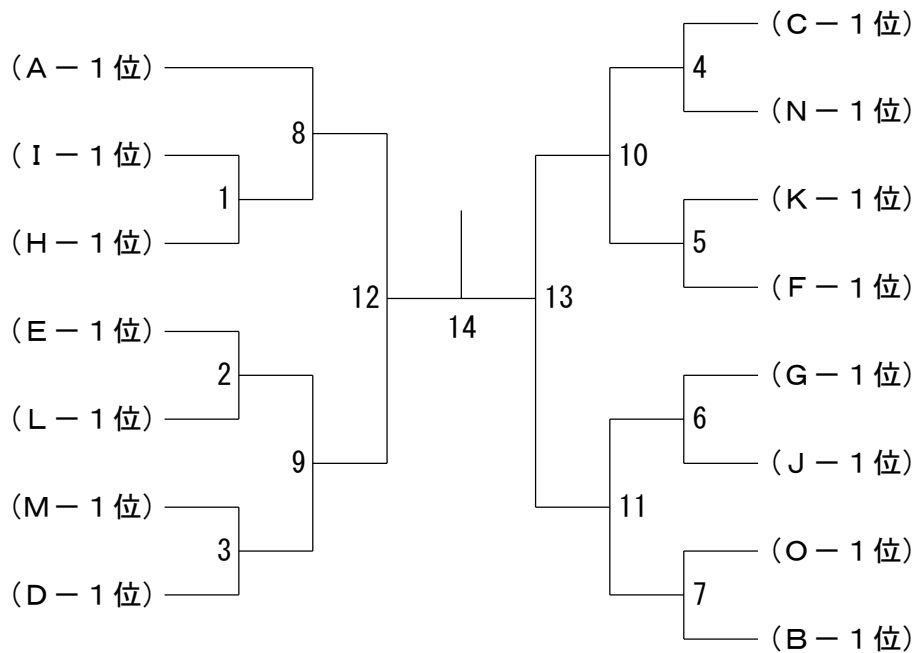 (A－1位)
(I－1位)
(H－1位)
(E－1位)
(L－1位)
(M－1位)
(D－1位)
8
1
2
9
3
12
14
13
(C－1位)
(N－1位)
(K－1位)
(F－1位)
(G－1位)
(J－1位)
(O－1位)
(B－1位)
4
10
5
6
11
7